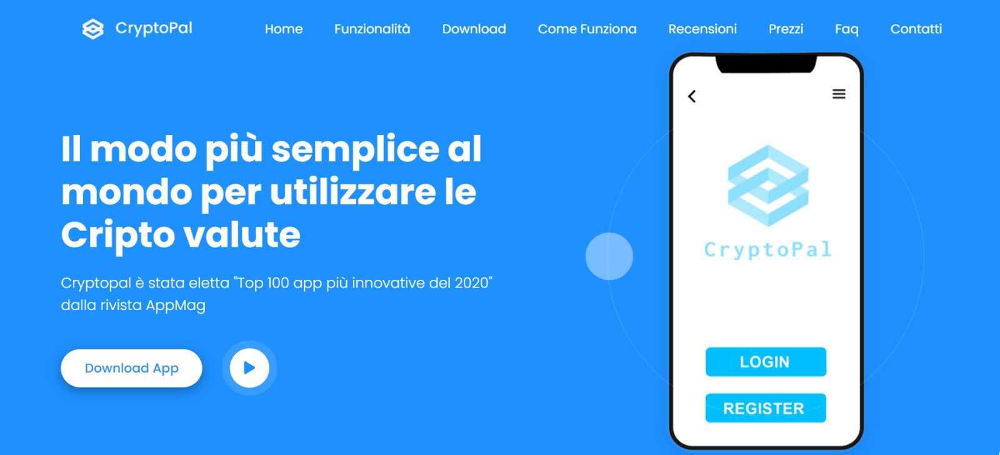 CryptoPal
Home Funzionalità Download Come Funziona Recensioni Prezzi Faq Contatti
Il modo più semplice al
mondo per utilizzare le
Cripto valute
Cryptopal è stata eletta "Top 100 app più innovative del 2020"
dalla rivista AppMag
Download App
CryptoPal
LOGIN
REGISTER